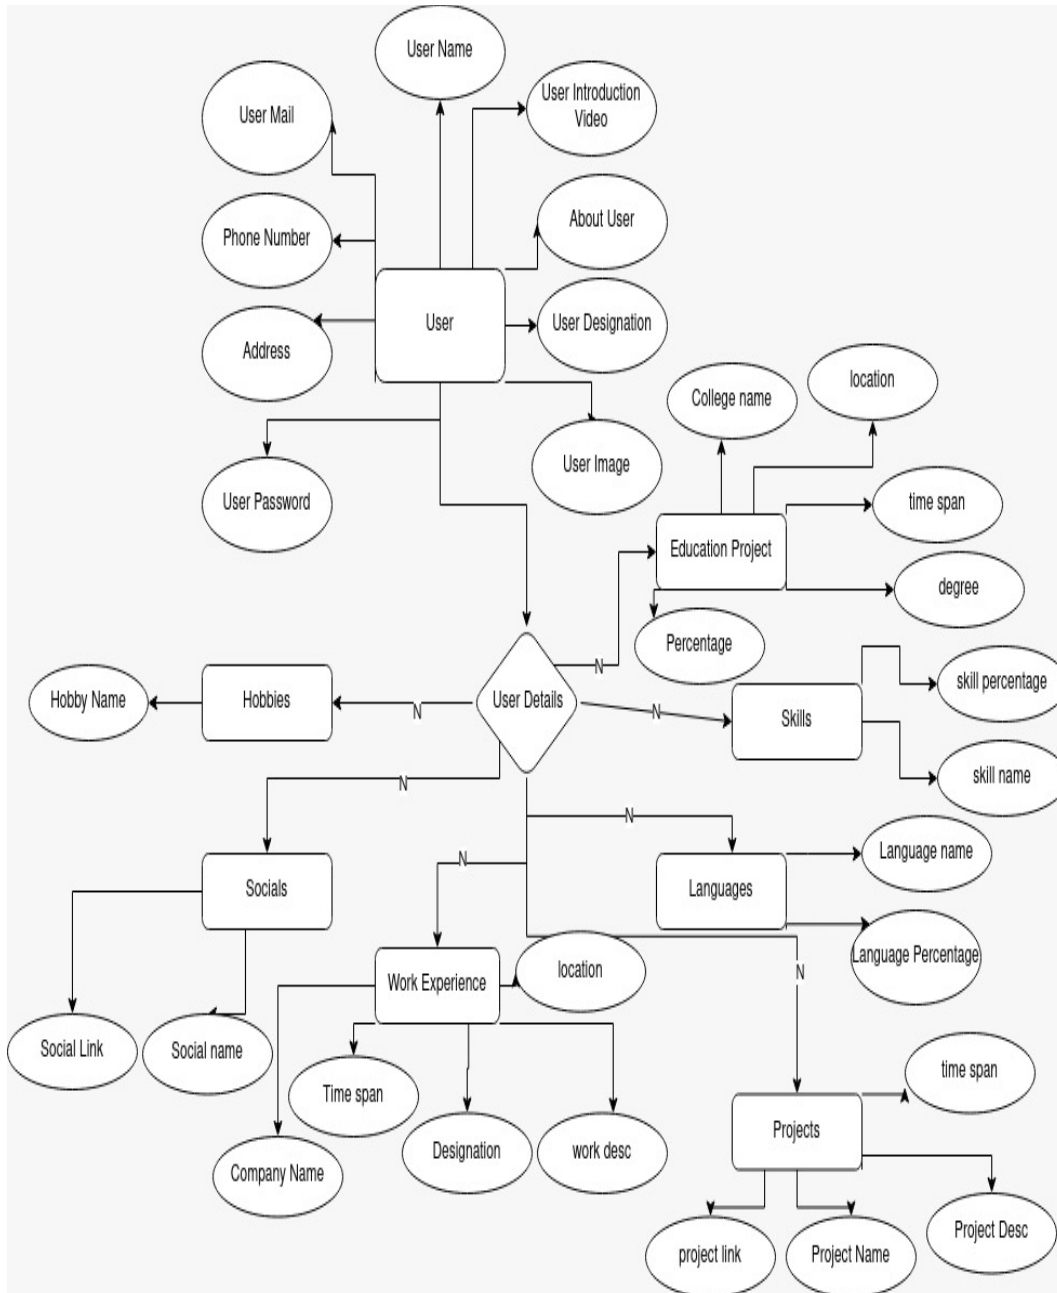 User Name
User Introduction
Video
User Mail
About User
Phone Number
User
User Designation
Address
location
College name
User Image
User Password
time span
Education Project
degree
Percentage
N
skill percentage
Hobby Name
Hobbies
N
User Details
N
Skills
skill name
N
N
Language name
N
Socials
Languages
Language Percentage
N
location
Work Experience
Social Link
Social name
time span
Time span
Projects
Designation
work desc
Company Name
Project Desc
project link
Project Name